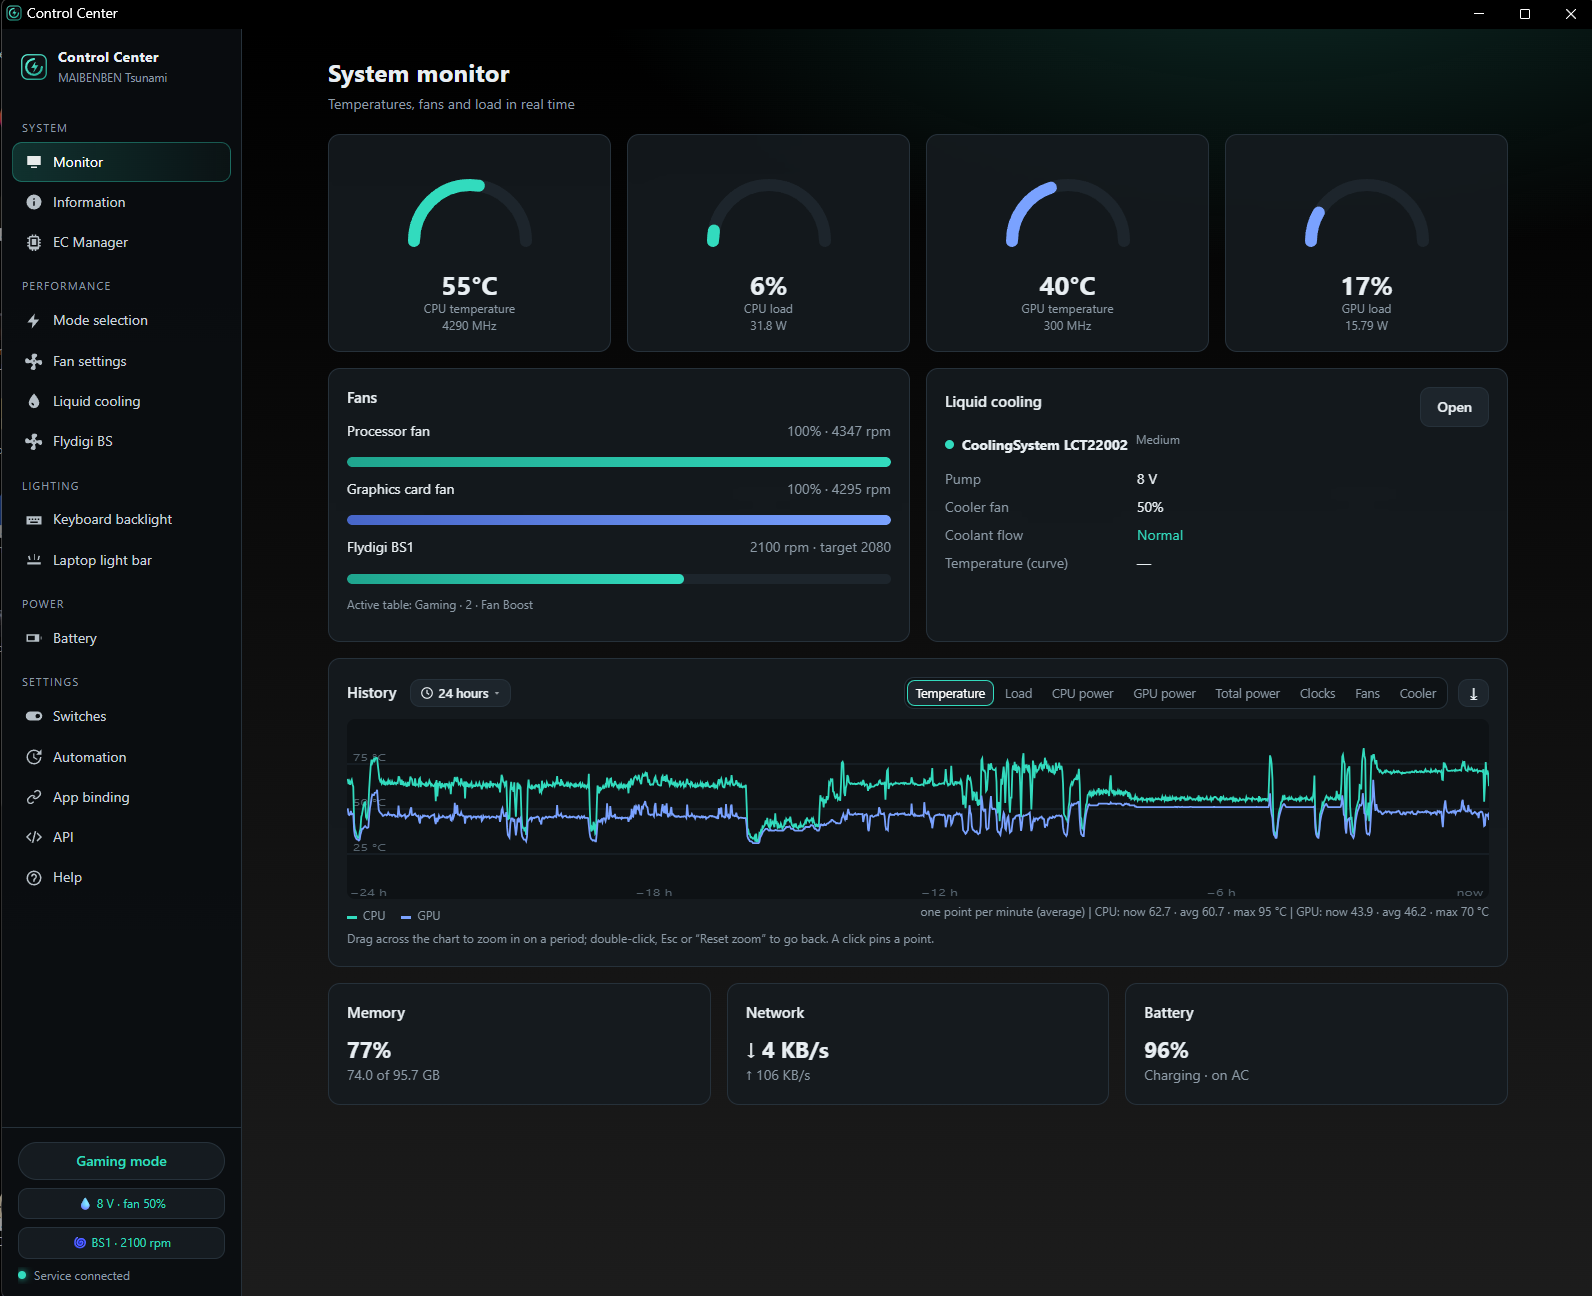 Control Center
Control Center
MAIBENBEN Tsunami
SYSTEM
Monitor
Information
EC Manager
PERFORMANCE
Mode selection
Fan settings
Liquid cooling
Flydigi BS
LIGHTING
Keyboard backlight
Laptop light bar
POWER
Battery
SETTINGS
Switches
Automation
App binding
API
Help
Gaming mode
8 V · fan 50%
BS1 · 2100 rpm
Service connected
System monitor
Temperatures, fans and load in real time
55°C
CPU temperature
4290 MHz
6%
CPU load
31.8 W
40°C
GPU temperature
300 MHz
17%
GPU load
15.79 W
Fans
Processor fan 100% · 4347 rpm
Graphics card fan 100% · 4295 rpm
Flydigi BS1 2100 rpm · target 2080
Active table: Gaming · 2 · Fan Boost
Liquid cooling Open
CoolingSystem LCT22002 Medium
Pump 8 V
Cooler fan 50%
Coolant flow Normal
Temperature (curve) —
History 24 hours Temperature Load CPU power GPU power Total power Clocks Fans Cooler
75 °C
50 °C
25 °C
−24 h −18 h −12 h −6 h now
CPU GPU one point per minute (average) | CPU: now 62.7 · avg 60.7 · max 95 °C | GPU: now 43.9 · avg 46.2 · max 70 °C
Drag across the chart to zoom in on a period; double-click, Esc or “Reset zoom” to go back. A click pins a point.
Memory
77%
74.0 of 95.7 GB
Network
↓ 4 KB/s
↑ 106 KB/s
Battery
96%
Charging · on AC